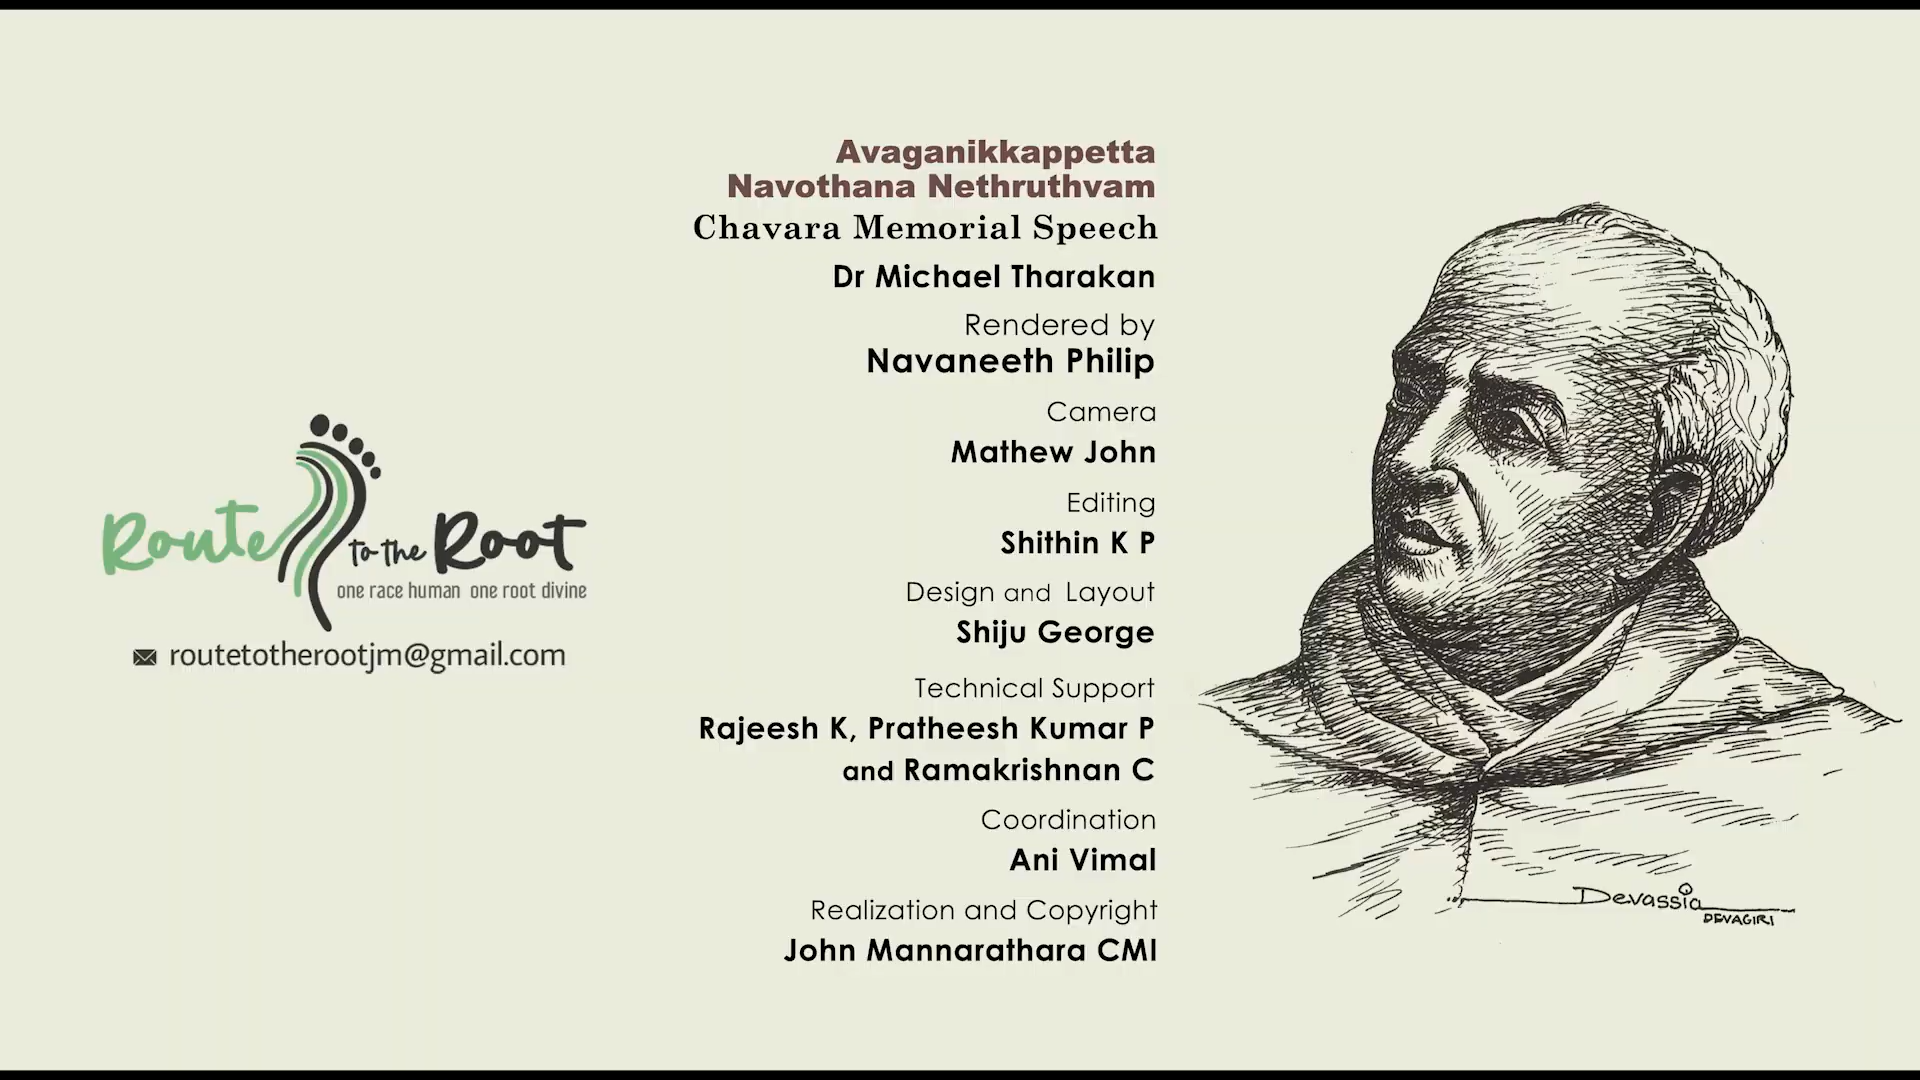 Route to the Root
one race human one root divine
routetotherootjm@gmail.com
Avaganikkappetta
Navothana Nethruthvam
Chavara Memorial Speech
Dr Michael Tharakan
Rendered by
Navaneeth Philip
Camera
Mathew John
Editing
Shithin K P
Design and Layout
Shiju George
Technical Support
Rajeesh K, Pratheesh Kumar P
and Ramakrishnan C
Coordination
Ani Vimal
Realization and Copyright
John Mannarathara CMI
Devassia
DEVAGIRI